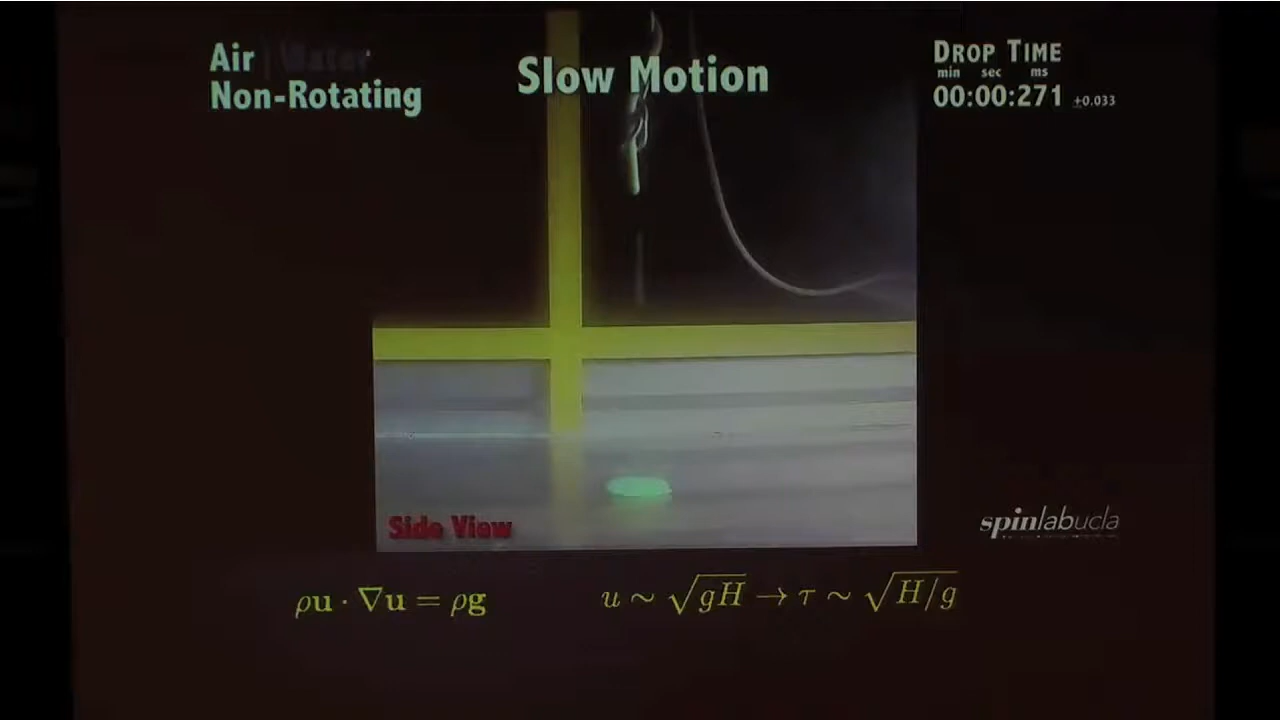 Air | Water
Non-Rotating
Slow Motion
DROP TIME
min sec ms
00:00:271 ±0.033
Side View
spinlabucla
ρu · ∇u = ρg
u ∼ √gH → τ ∼ √H/g